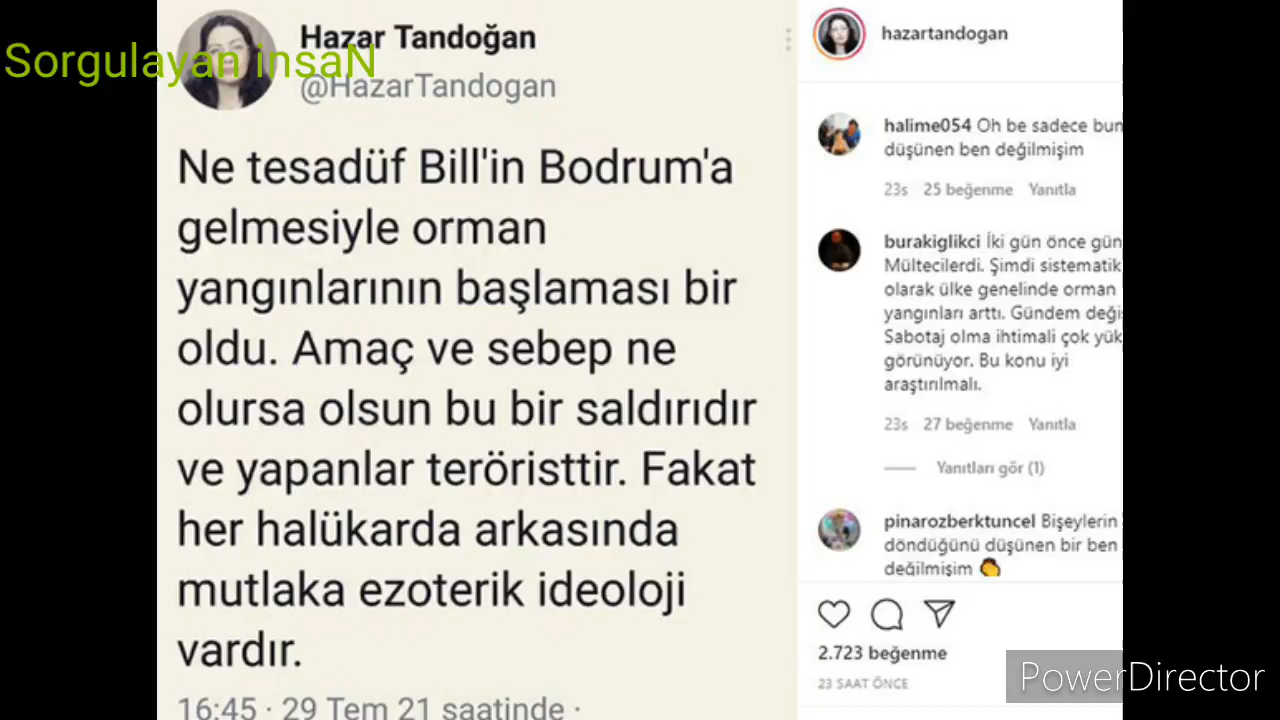 Sorgulayan insaN
Hazar Tandoğan
@HazarTandogan
Ne tesadüf Bill'in Bodrum'a
gelmesiyle orman
yangınlarının başlaması bir
oldu. Amaç ve sebep ne
olursa olsun bu bir saldırıdır
ve yapanlar teröristtir. Fakat
her halükarda arkasında
mutlaka ezoterik ideoloji
vardır.
16:45 · 29 Tem 21 saatinde ·
hazartandogan
halime054 Oh be sadece bun
düşünen ben değilmişim
23s 25 beğenme Yanıtla
burakiglikci İki gün önce gün
Mültecilerdi. Şimdi sistematik
olarak ülke genelinde orman
yangınları arttı. Gündem deği
Sabotaj olma ihtimali çok yük
görünüyor. Bu konu iyi
araştırılmalı.
23s 27 beğenme Yanıtla
Yanıtları gör (1)
pinarozberktuncel Bişeylerin
döndüğünü düşünen bir ben
değilmişim
2.723 beğenme
23 SAAT ÖNCE
PowerDirector